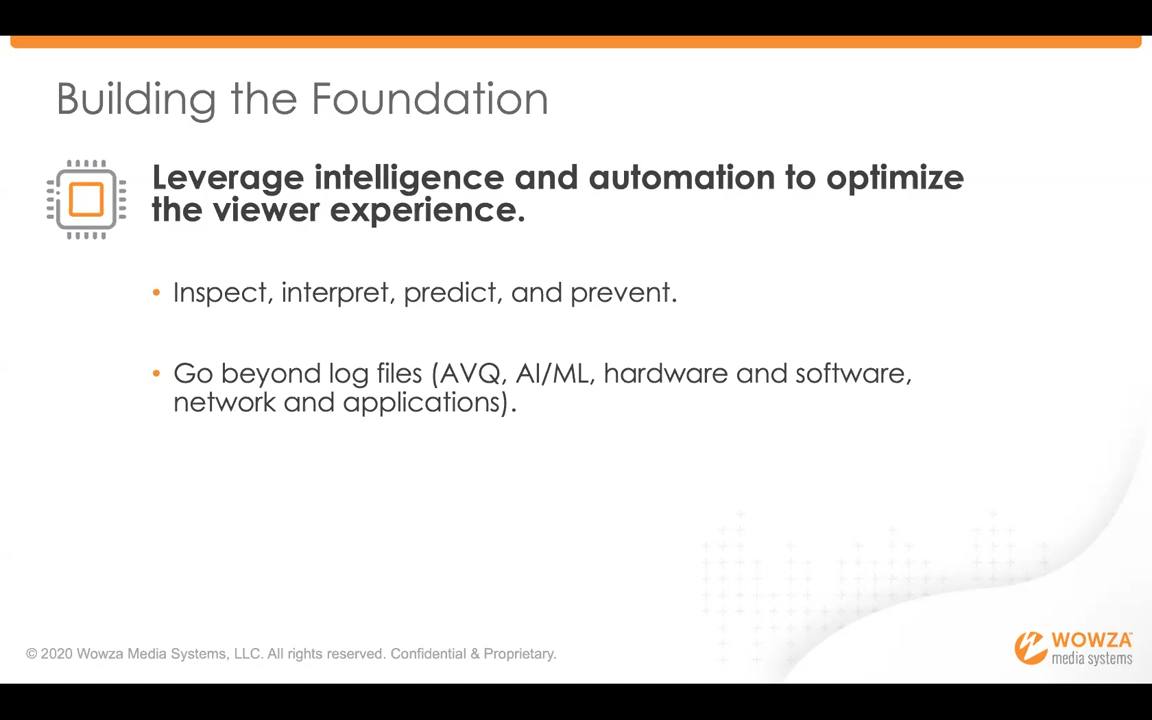 Building the Foundation
Leverage intelligence and automation to optimize
the viewer experience.
• Inspect, interpret, predict, and prevent.
• Go beyond log files (AVQ, AI/ML, hardware and software,
network and applications).
© 2020 Wowza Media Systems, LLC. All rights reserved. Confidential & Proprietary.
WOWZA™
media systems